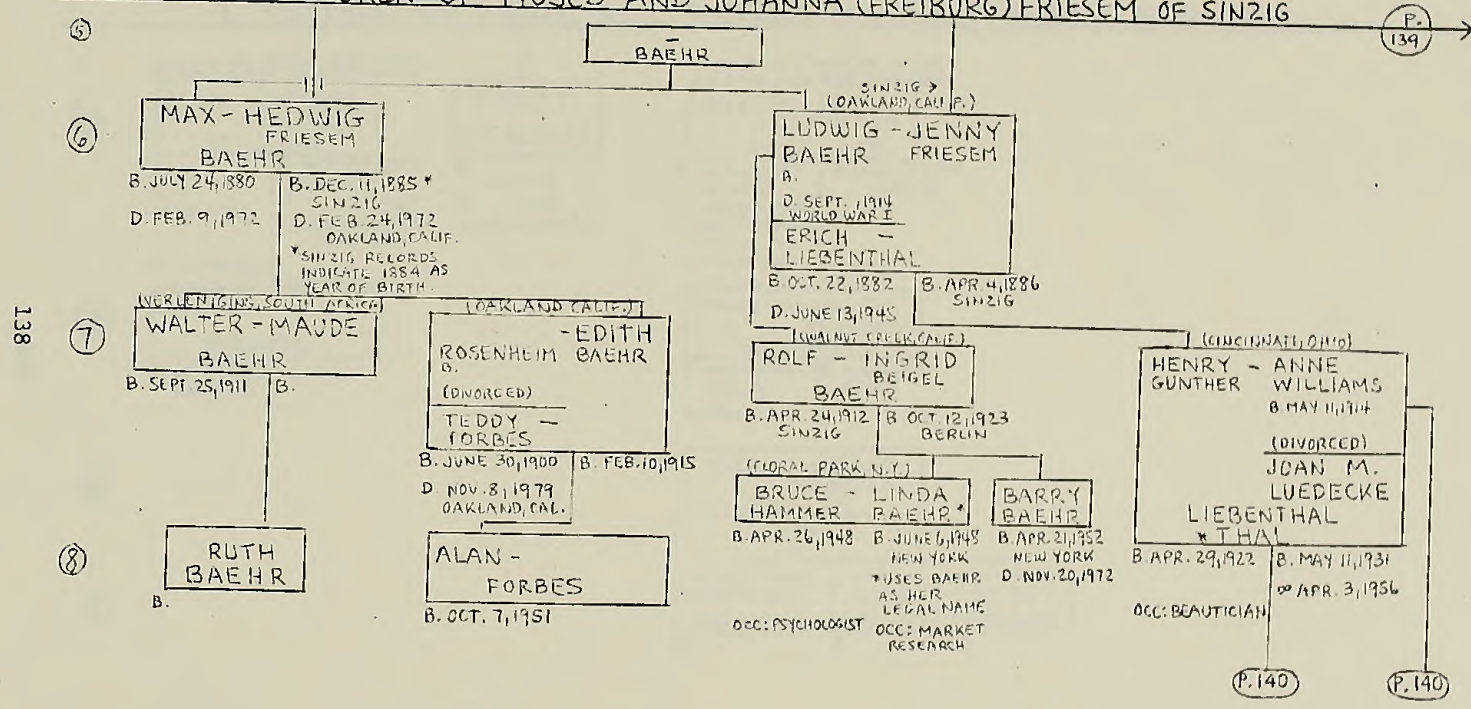 OF MOSES AND JOHANNA (FREIBURG) FRIESEM OF SINZIG
P. 139
5
BAEHR
6
MAX - HEDWIG
FRIESEM
BAEHR
B. JULY 24, 1880
D. FEB. 9, 1972
B. DEC. 11, 1885 *
SINZIG
D. FEB. 24, 1972
OAKLAND, CALIF.
*SINZIG RECORDS
INDICATE 1884 AS
YEAR OF BIRTH.
SINZIG >
(OAKLAND, CALIF.)
LUDWIG - JENNY
BAEHR FRIESEM
B.
D. SEPT. , 1914
WORLD WAR I
ERICH -
LIEBENTHAL
B. OCT. 22, 1882
D. JUNE 13, 1945
B. APR. 4, 1886
SINZIG
138
7
(VERLENIGING, SOUTH AFRICA)
WALTER - MAUDE
BAEHR
B. SEPT. 25, 1911
B.
(OAKLAND CALIF.)
- EDITH
ROSENHEIM BAEHR
B.
(DIVORCED)
TEDDY -
FORBES
B. JUNE 30, 1900
B. FEB. 10, 1915
D. NOV. 8, 1979
OAKLAND, CAL.
(WALNUT CREEK, CALIF.)
ROLF - INGRID
BEIGEL
BAEHR
B. APR. 24, 1912
SINZIG
B OCT. 12, 1923
BERLIN
(CINCINNATI, OHIO)
HENRY - ANNE
GUNTHER WILLIAMS
B. MAY 11, 1914
(DIVORCED)
JOAN M.
LUEDECKE
LIEBENTHAL
* THAL
B. APR. 29, 1922
B. MAY 11, 1931
∞ APR. 3, 1956
OCC: BEAUTICIAN
8
RUTH
BAEHR
B.
ALAN -
FORBES
B. OCT. 7, 1951
(FLORAL PARK, N.Y.)
BRUCE - LINDA
HAMMER BAEHR*
B. APR. 26, 1948
OCC: PSYCHOLOGIST
B. JUNE 6, 1948
NEW YORK
*USES BAEHR
AS HER
LEGAL NAME
OCC: MARKET
RESEARCH
BARRY
BAEHR
B. APR. 21, 1952
NEW YORK
D. NOV. 20, 1972
P. 140
P. 140